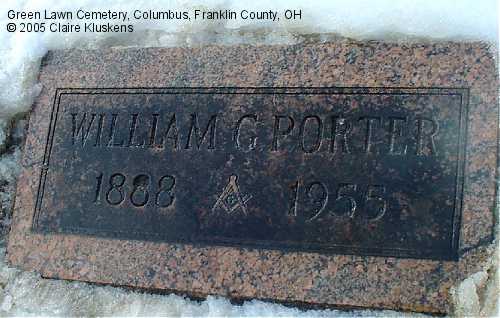 Green Lawn Cemetery, Columbus, Franklin County, OH
© 2005 Claire Kluskens
WILLIAM G PORTER
1888 G 1955